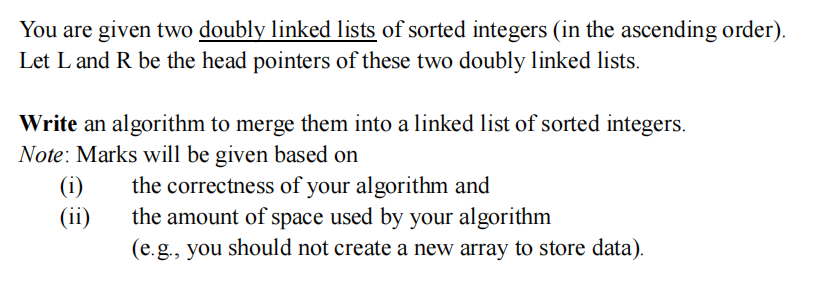 You are given two doubly linked lists of sorted integers (in the ascending order).
Let L and R be the head pointers of these two doubly linked lists.
Write an algorithm to merge them into a linked list of sorted integers.
Note: Marks will be given based on
(i) the correctness of your algorithm and
(ii) the amount of space used by your algorithm
(e.g., you should not create a new array to store data).